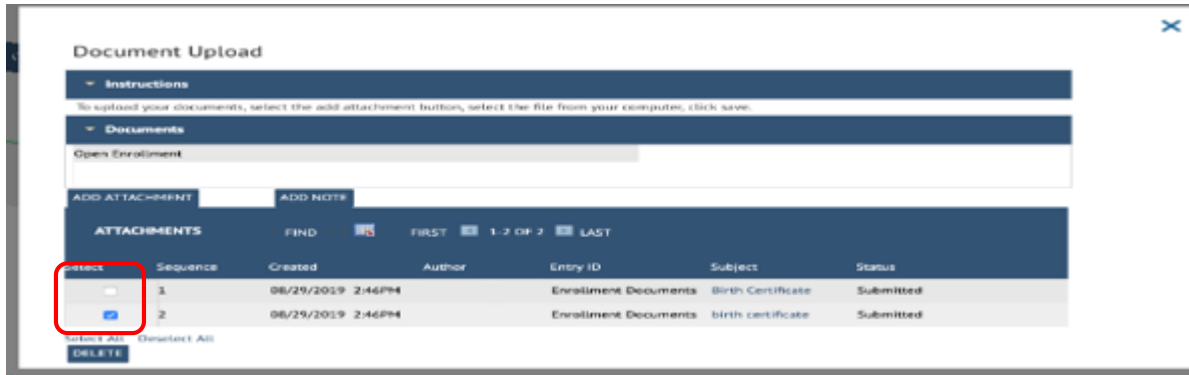 Document Upload
Instructions
To upload your documents, select the add attachment button, select the file from your computer, click save.
Documents
Open Enrollment
ADD ATTACHMENT ADD NOTE
ATTACHMENTS FIND FIRST 1-2 OF 2 LAST
Select Sequence Created Author Entry ID Subject Status
1 08/29/2019 2:46PM Enrollment Documents Birth Certificate Submitted
2 08/29/2019 2:46PM Enrollment Documents birth certificate Submitted
Select All Deselect All
DELETE